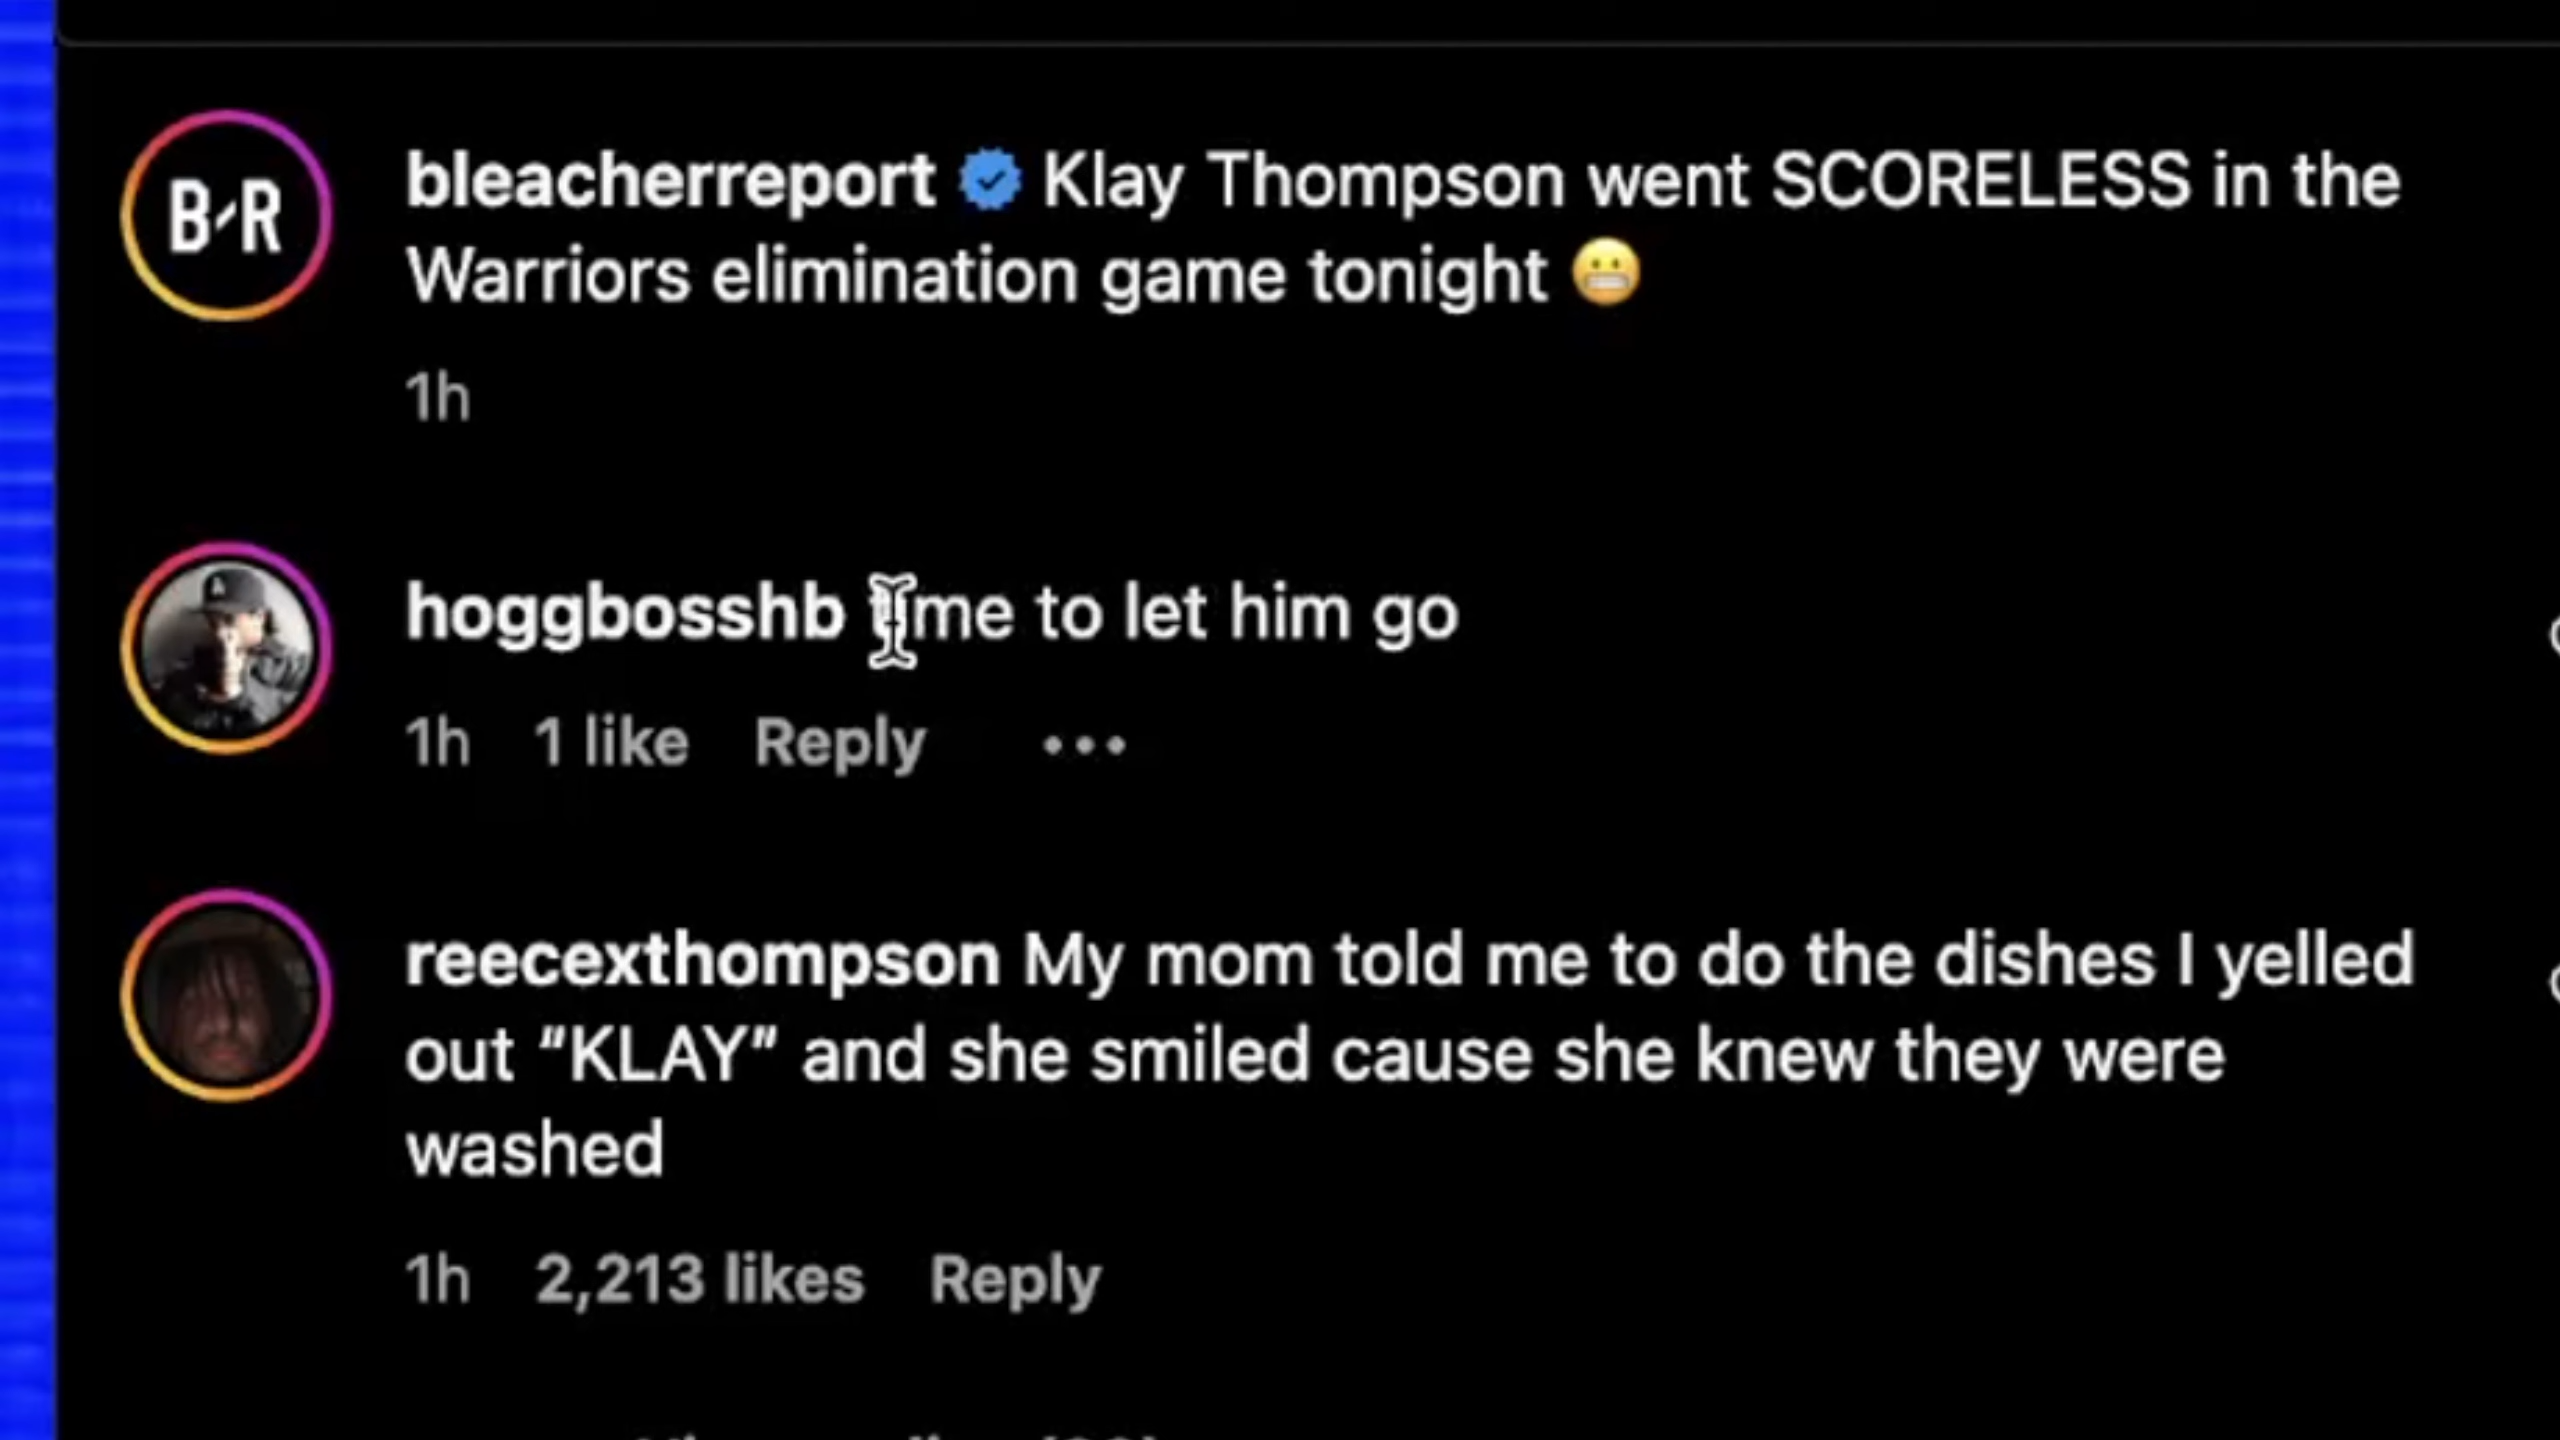 B/R
bleacherreport Klay Thompson went SCORELESS in the
Warriors elimination game tonight 😬
1h
hoggbosshb time to let him go
1h 1 like Reply •••
reecexthompson My mom told me to do the dishes I yelled
out “KLAY” and she smiled cause she knew they were
washed
1h 2,213 likes Reply